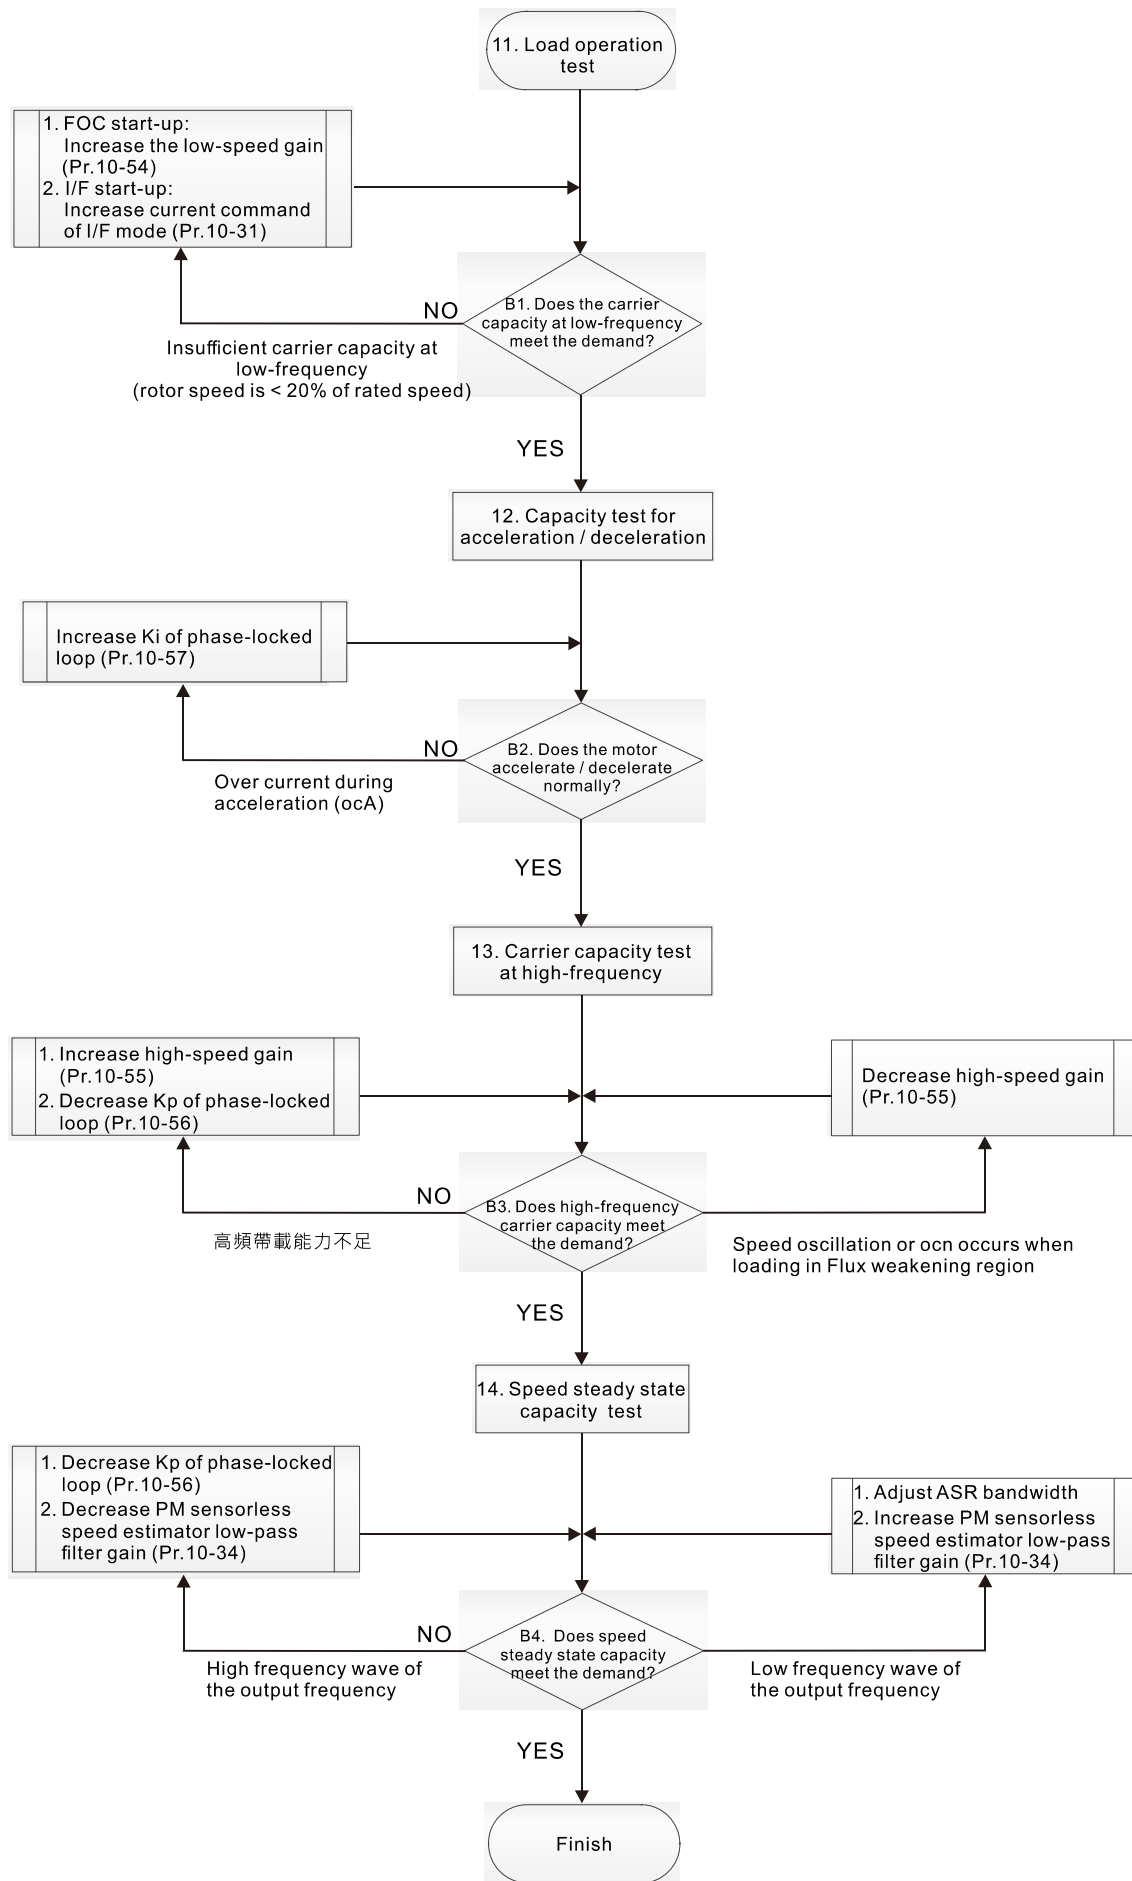 11. Load operation
test
1. FOC start-up:
Increase the low-speed gain
(Pr.10-54)
2. I/F start-up:
Increase current command
of I/F mode (Pr.10-31)
NO
B1. Does the carrier
capacity at low-frequency
meet the demand?
Insufficient carrier capacity at
low-frequency
(rotor speed is < 20% of rated speed)
YES
12. Capacity test for
acceleration / deceleration
Increase Ki of phase-locked
loop (Pr.10-57)
NO
B2. Does the motor
accelerate / decelerate
normally?
Over current during
acceleration (ocA)
YES
13. Carrier capacity test
at high-frequency
1. Increase high-speed gain
(Pr.10-55)
2. Decrease Kp of phase-locked
loop (Pr.10-56)
Decrease high-speed gain
(Pr.10-55)
NO
B3. Does high-frequency
carrier capacity meet
the demand?
高頻帶載能力不足
Speed oscillation or ocn occurs when
loading in Flux weakening region
YES
14. Speed steady state
capacity test
1. Decrease Kp of phase-locked
loop (Pr.10-56)
2. Decrease PM sensorless
speed estimator low-pass
filter gain (Pr.10-34)
1. Adjust ASR bandwidth
2. Increase PM sensorless
speed estimator low-pass
filter gain (Pr.10-34)
NO
B4. Does speed
steady state capacity
meet the demand?
High frequency wave of
the output frequency
Low frequency wave of
the output frequency
YES
Finish